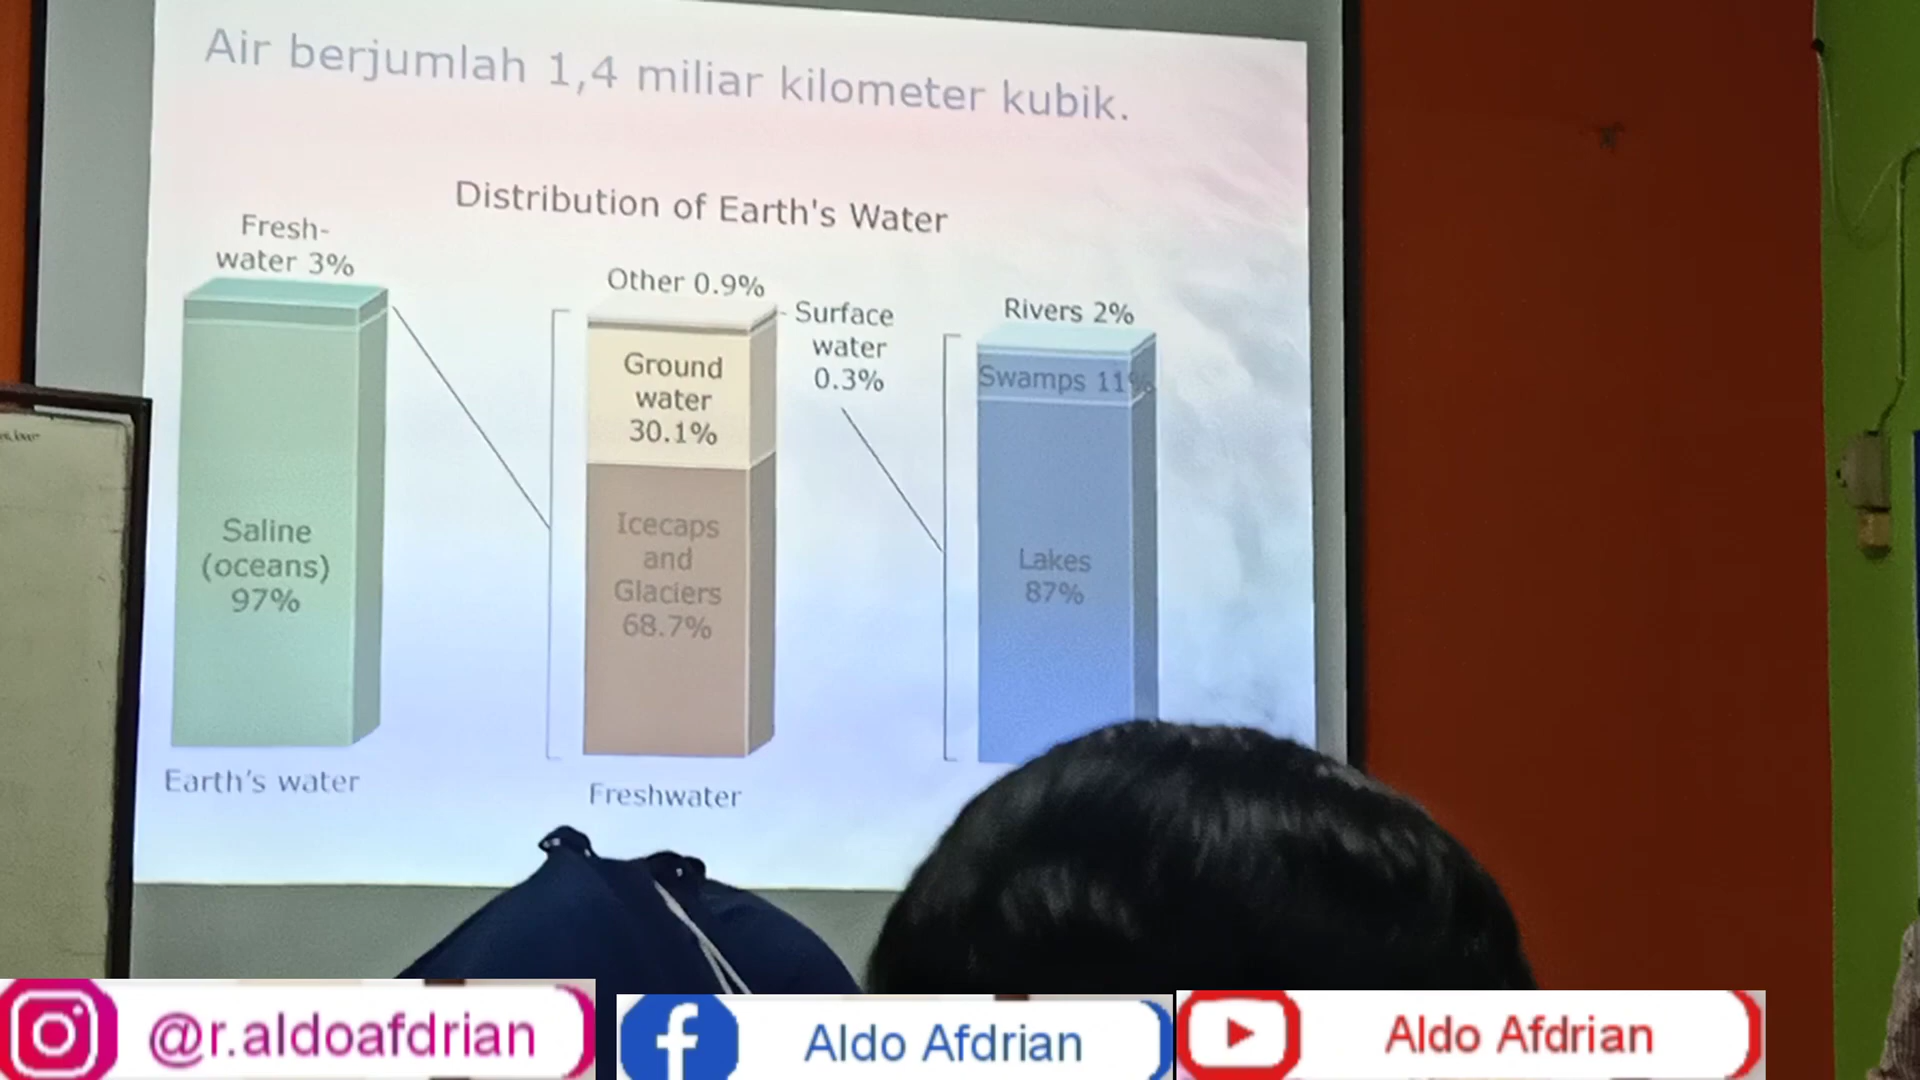 Air berjumlah 1,4 miliar kilometer kubik.
Distribution of Earth's Water
Fresh-
water 3%
Saline
(oceans)
97%
Earth's water
Other 0.9%
Ground
water
30.1%
Icecaps
and
Glaciers
68.7%
Freshwater
Surface
water
0.3%
Rivers 2%
Swamps 11%
Lakes
87%
@r.aldoafdrian
Aldo Afdrian
Aldo Afdrian